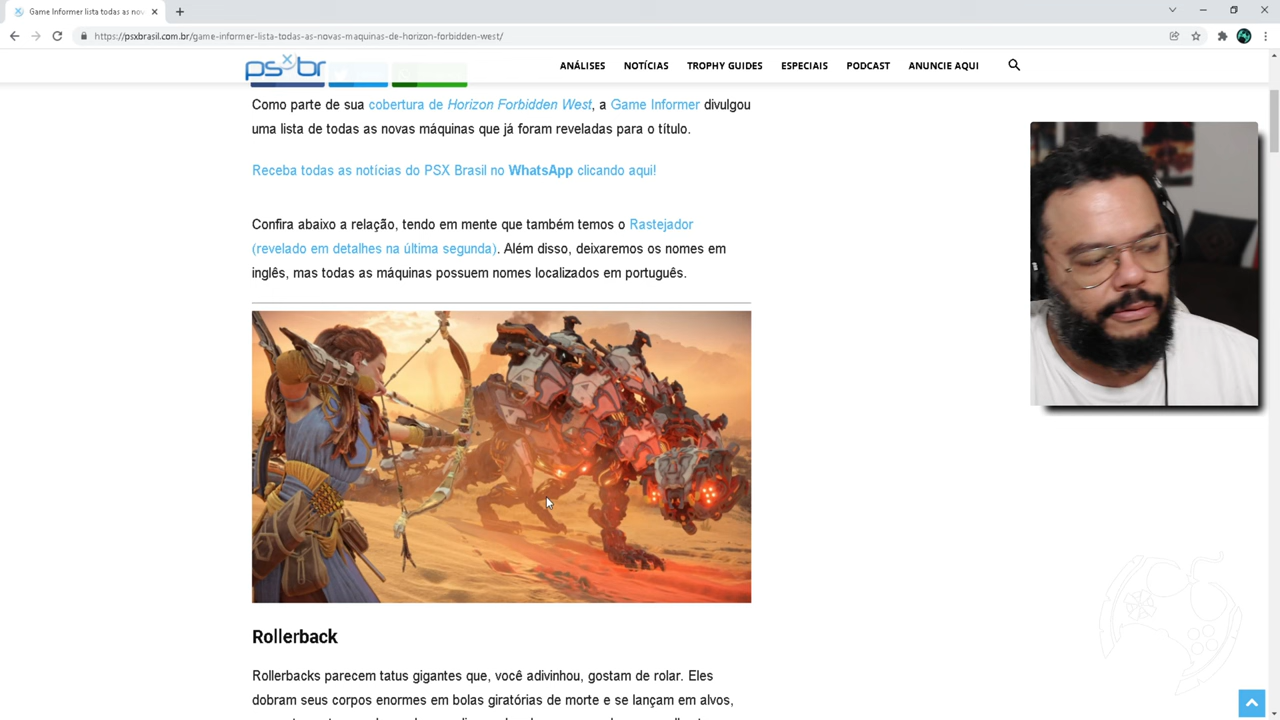 Game Informer lista todas as nov
https://psxbrasil.com.br/game-informer-lista-todas-as-novas-maquinas-de-horizon-forbidden-west/
psxbr
ANÁLISES NOTÍCIAS TROPHY GUIDES ESPECIAIS PODCAST ANUNCIE AQUI
Como parte de sua cobertura de Horizon Forbidden West, a Game Informer divulgou
uma lista de todas as novas máquinas que já foram reveladas para o título.
Receba todas as notícias do PSX Brasil no WhatsApp clicando aqui!
Confira abaixo a relação, tendo em mente que também temos o Rastejador
(revelado em detalhes na última segunda). Além disso, deixaremos os nomes em
inglês, mas todas as máquinas possuem nomes localizados em português.
Rollerback
Rollerbacks parecem tatus gigantes que, você adivinhou, gostam de rolar. Eles
dobram seus corpos enormes em bolas giratórias de morte e se lançam em alvos,